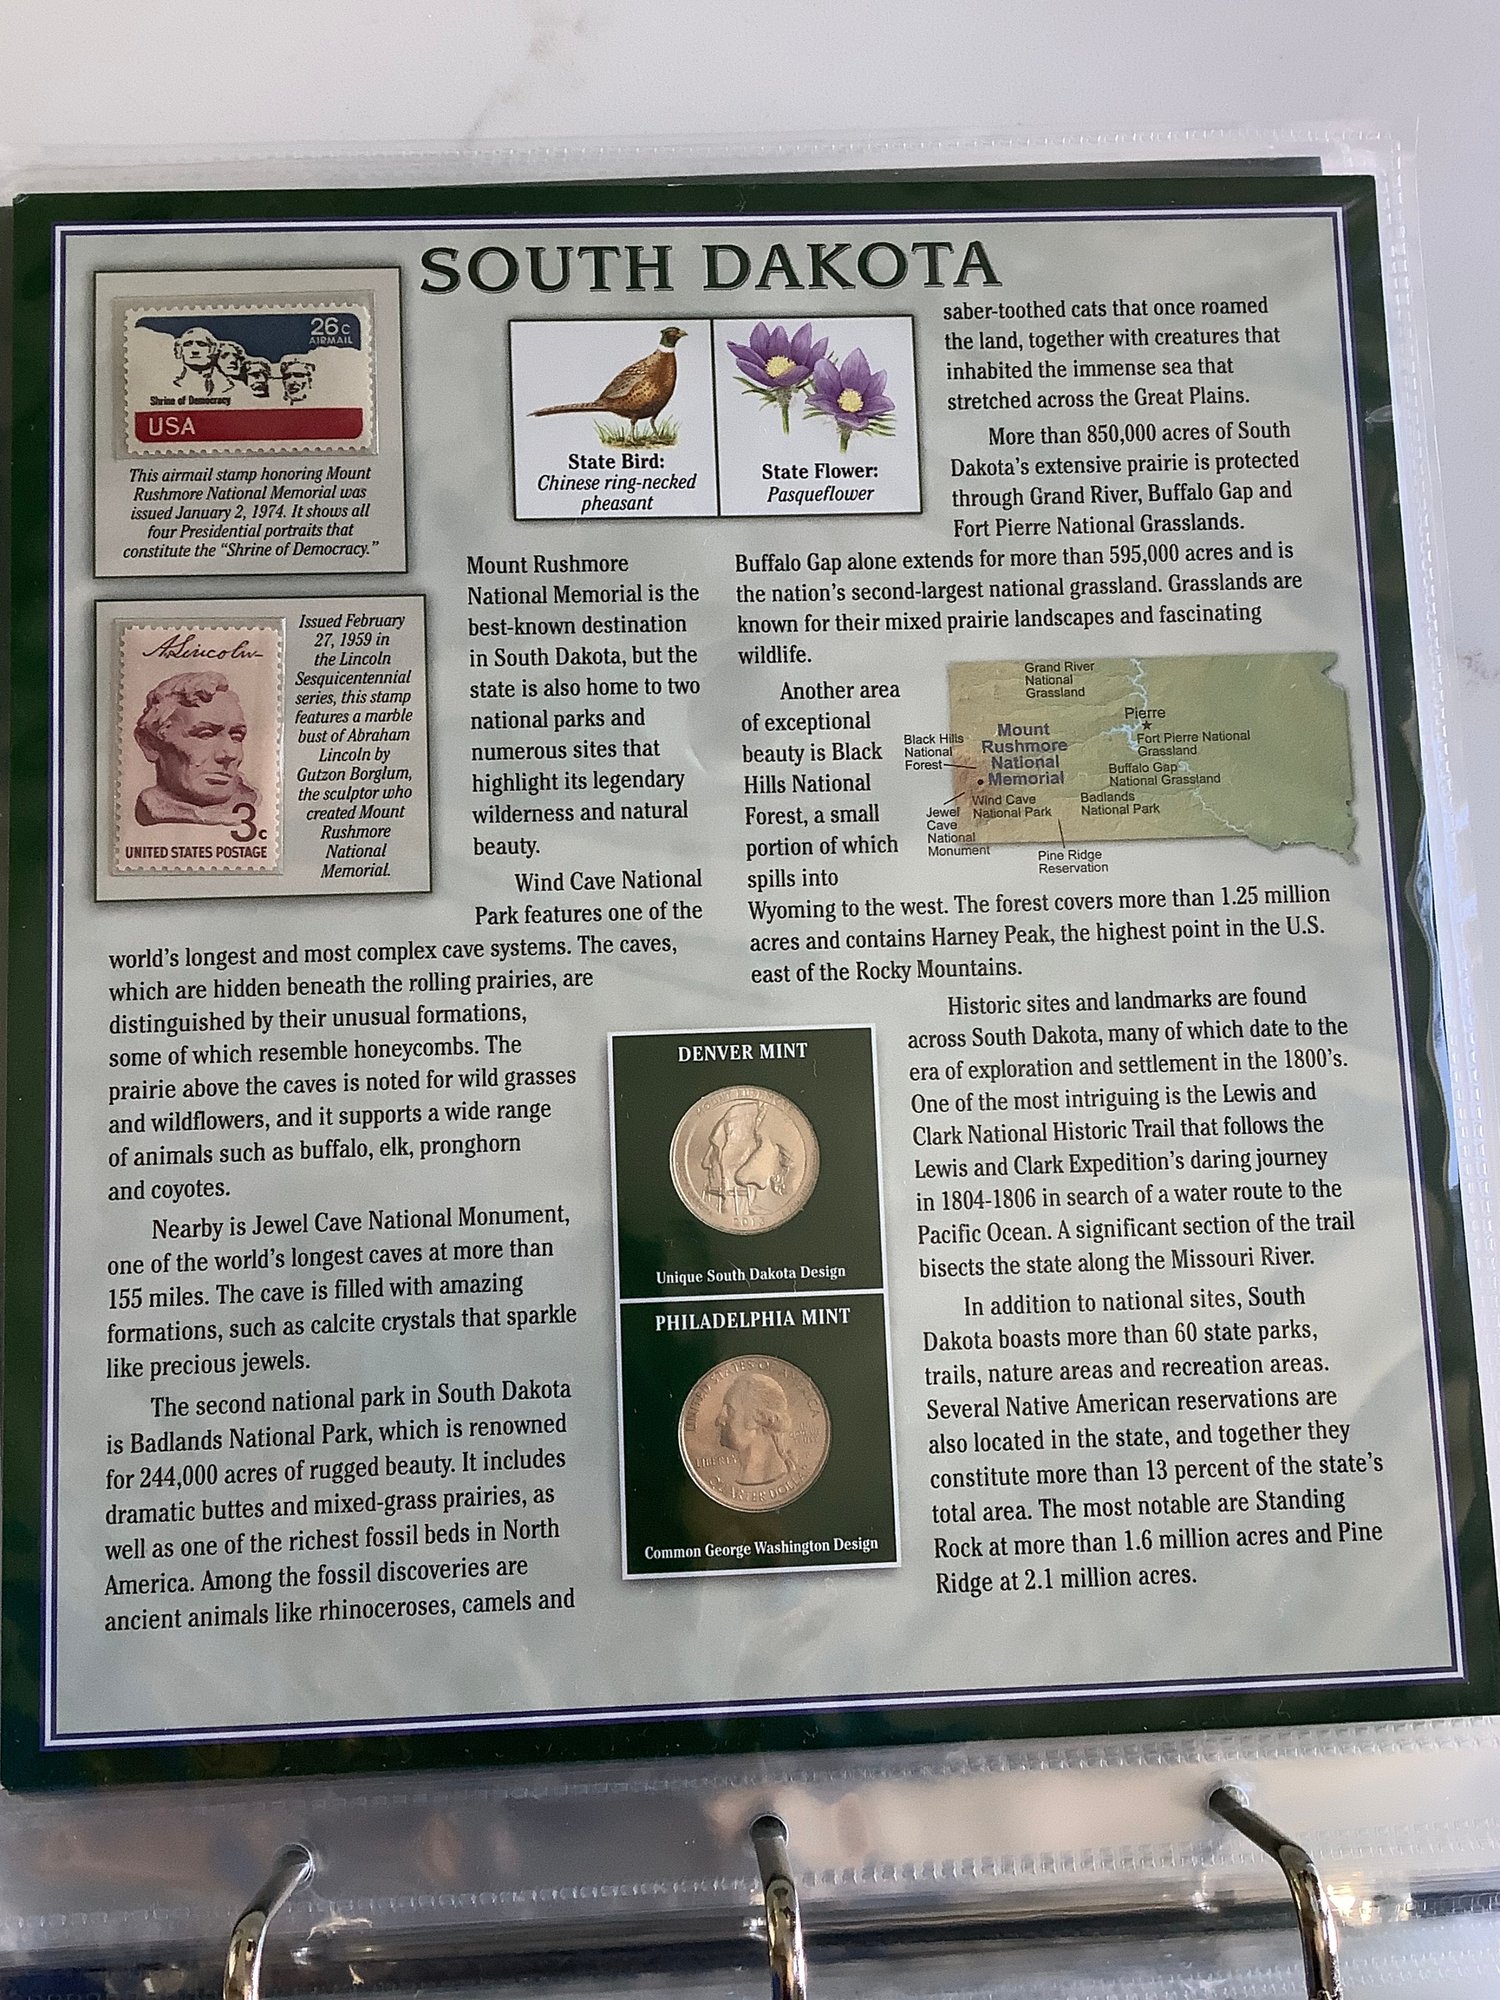 SOUTH DAKOTA
26c
AIRMAIL
Shrine of Democracy
USA
This airmail stamp honoring Mount
Rushmore National Memorial was
issued January 2, 1974. It shows all
four Presidential portraits that
constitute the “Shrine of Democracy.”
A. Lincoln
3c
UNITED STATES POSTAGE
Issued February
27, 1959 in
the Lincoln
Sesquicentennial
series, this stamp
features a marble
bust of Abraham
Lincoln by
Gutzon Borglum,
the sculptor who
created Mount
Rushmore
National
Memorial.
State Bird:
Chinese ring-necked
pheasant
State Flower:
Pasqueflower
Mount Rushmore
National Memorial is the
best-known destination
in South Dakota, but the
state is also home to two
national parks and
numerous sites that
highlight its legendary
wilderness and natural
beauty.
Wind Cave National
Park features one of the
world’s longest and most complex cave systems. The caves,
which are hidden beneath the rolling prairies, are
distinguished by their unusual formations,
some of which resemble honeycombs. The
prairie above the caves is noted for wild grasses
and wildflowers, and it supports a wide range
of animals such as buffalo, elk, pronghorn
and coyotes.
Nearby is Jewel Cave National Monument,
one of the world’s longest caves at more than
155 miles. The cave is filled with amazing
formations, such as calcite crystals that sparkle
like precious jewels.
The second national park in South Dakota
is Badlands National Park, which is renowned
for 244,000 acres of rugged beauty. It includes
dramatic buttes and mixed-grass prairies, as
well as one of the richest fossil beds in North
America. Among the fossil discoveries are
ancient animals like rhinoceroses, camels and
saber-toothed cats that once roamed
the land, together with creatures that
inhabited the immense sea that
stretched across the Great Plains.
More than 850,000 acres of South
Dakota’s extensive prairie is protected
through Grand River, Buffalo Gap and
Fort Pierre National Grasslands.
Buffalo Gap alone extends for more than 595,000 acres and is
the nation’s second-largest national grassland. Grasslands are
known for their mixed prairie landscapes and fascinating
wildlife.
Another area
of exceptional
beauty is Black
Hills National
Forest, a small
portion of which
spills into
Wyoming to the west. The forest covers more than 1.25 million
acres and contains Harney Peak, the highest point in the U.S.
east of the Rocky Mountains.
Grand River
National
Grassland
Pierre
Fort Pierre National
Grassland
Mount
Rushmore
National
Memorial
Black Hills
National
Forest
Buffalo Gap
National Grassland
Wind Cave
National Park
Badlands
National Park
Jewel
Cave
National
Monument
Pine Ridge
Reservation
DENVER MINT
MOUNT RUSHMORE
2013
Unique South Dakota Design
PHILADELPHIA MINT
UNITED STATES OF AMERICA
LIBERTY
QUARTER DOLLAR
Common George Washington Design
Historic sites and landmarks are found
across South Dakota, many of which date to the
era of exploration and settlement in the 1800’s.
One of the most intriguing is the Lewis and
Clark National Historic Trail that follows the
Lewis and Clark Expedition’s daring journey
in 1804-1806 in search of a water route to the
Pacific Ocean. A significant section of the trail
bisects the state along the Missouri River.
In addition to national sites, South
Dakota boasts more than 60 state parks,
trails, nature areas and recreation areas.
Several Native American reservations are
also located in the state, and together they
constitute more than 13 percent of the state’s
total area. The most notable are Standing
Rock at more than 1.6 million acres and Pine
Ridge at 2.1 million acres.